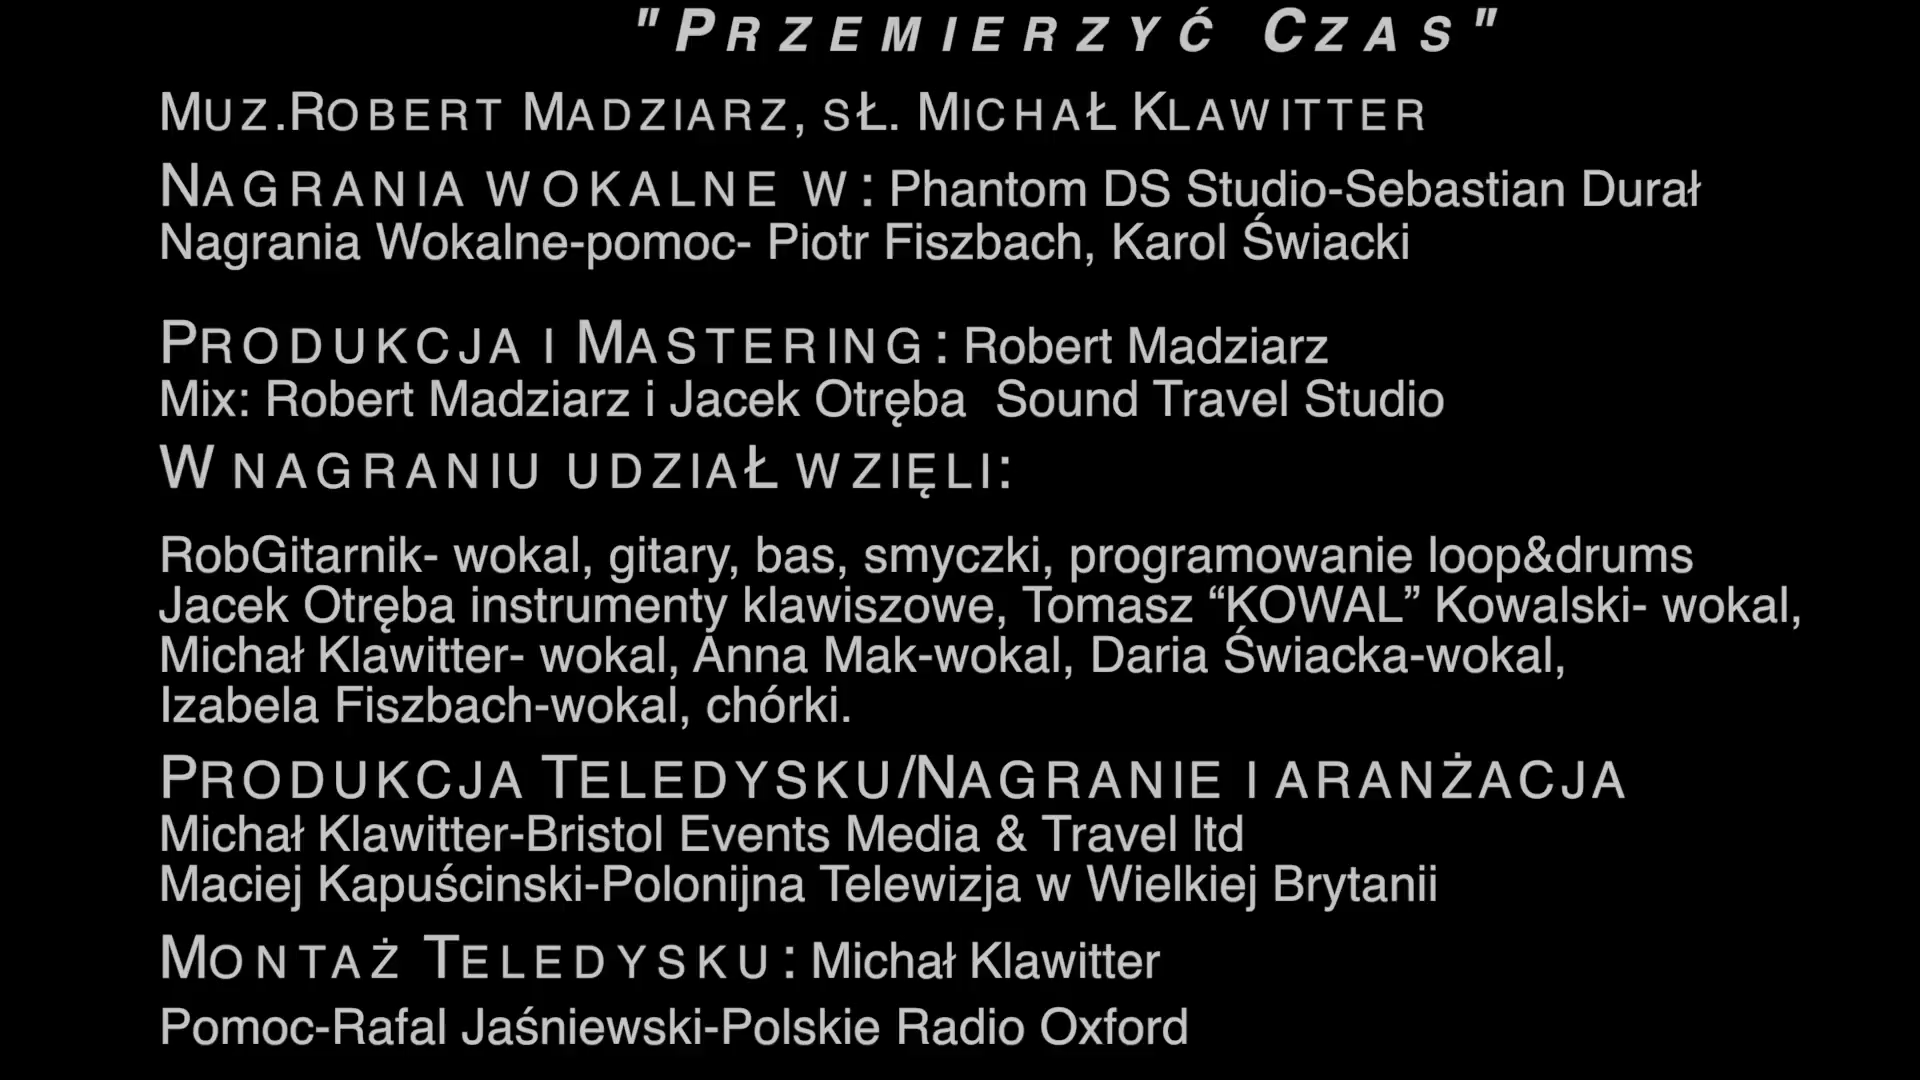 "Przemierzyć Czas"
Muz.Robert Madziarz, sł. Michał Klawitter
Nagrania wokalne w: Phantom DS Studio-Sebastian Durał
Nagrania Wokalne-pomoc- Piotr Fiszbach, Karol Świacki
Produkcja i Mastering: Robert Madziarz
Mix: Robert Madziarz i Jacek Otręba  Sound Travel Studio
W nagraniu udział wzięli:
RobGitarnik- wokal, gitary, bas, smyczki, programowanie loop&drums
Jacek Otręba instrumenty klawiszowe, Tomasz “KOWAL” Kowalski- wokal,
Michał Klawitter- wokal, Anna Mak-wokal, Daria Świacka-wokal,
Izabela Fiszbach-wokal, chórki.
Produkcja Teledysku/Nagranie i aranżacja
Michał Klawitter-Bristol Events Media & Travel ltd
Maciej Kapuścinski-Polonijna Telewizja w Wielkiej Brytanii
Montaż Teledysku: Michał Klawitter
Pomoc-Rafal Jaśniewski-Polskie Radio Oxford